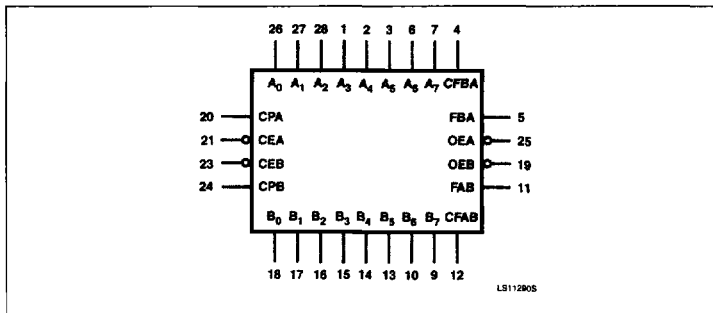 26 27 28 1 2 3 6 7 4
A0 A1 A2 A3 A4 A5 A6 A7 CFBA
20 CPA FBA 5
21 CEA OEA 25
23 CEB OEB 19
24 CPB FAB 11
B0 B1 B2 B3 B4 B5 B6 B7 CFAB
18 17 16 15 14 13 10 9 12
LS11290S